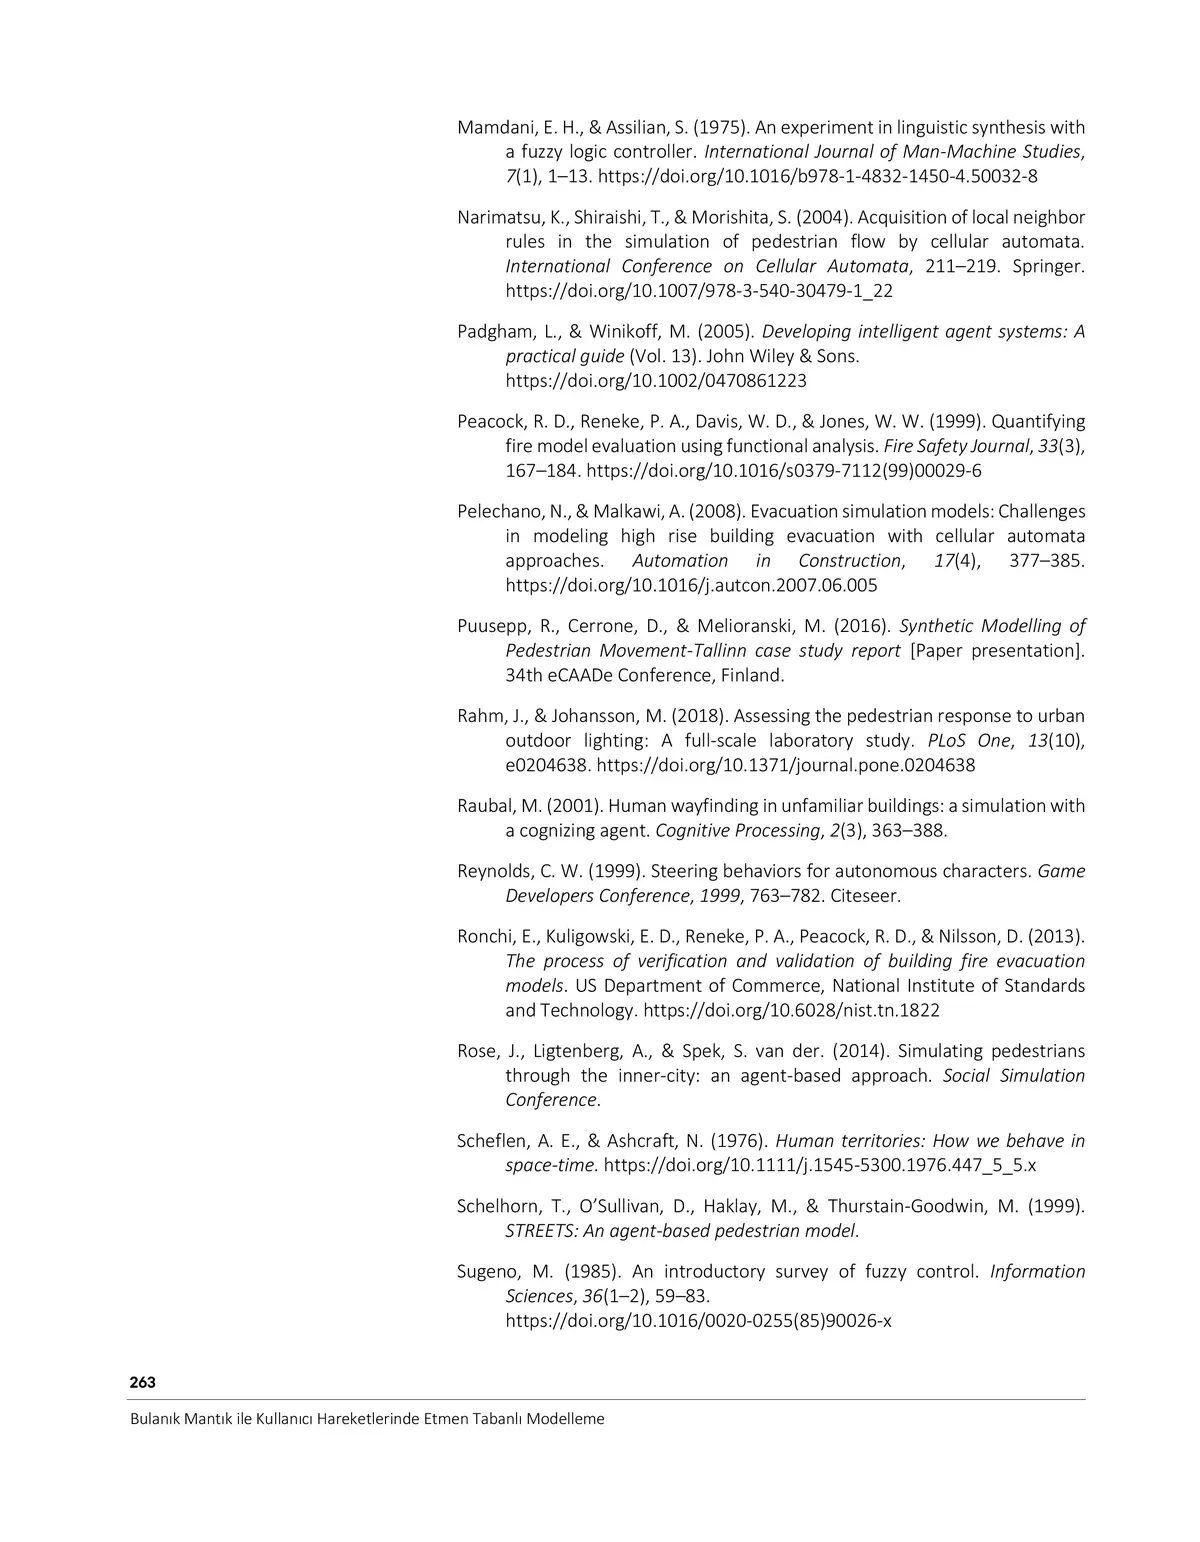 Mamdani, E. H., & Assilian, S. (1975). An experiment in linguistic synthesis with
a fuzzy logic controller. International Journal of Man-Machine Studies,
7(1), 1–13. https://doi.org/10.1016/b978-1-4832-1450-4.50032-8
Narimatsu, K., Shiraishi, T., & Morishita, S. (2004). Acquisition of local neighbor
rules in the simulation of pedestrian flow by cellular automata.
International Conference on Cellular Automata, 211–219. Springer.
https://doi.org/10.1007/978-3-540-30479-1_22
Padgham, L., & Winikoff, M. (2005). Developing intelligent agent systems: A
practical guide (Vol. 13). John Wiley & Sons.
https://doi.org/10.1002/0470861223
Peacock, R. D., Reneke, P. A., Davis, W. D., & Jones, W. W. (1999). Quantifying
fire model evaluation using functional analysis. Fire Safety Journal, 33(3),
167–184. https://doi.org/10.1016/s0379-7112(99)00029-6
Pelechano, N., & Malkawi, A. (2008). Evacuation simulation models: Challenges
in modeling high rise building evacuation with cellular automata
approaches. Automation in Construction, 17(4), 377–385.
https://doi.org/10.1016/j.autcon.2007.06.005
Puusepp, R., Cerrone, D., & Melioranski, M. (2016). Synthetic Modelling of
Pedestrian Movement-Tallinn case study report [Paper presentation].
34th eCAADe Conference, Finland.
Rahm, J., & Johansson, M. (2018). Assessing the pedestrian response to urban
outdoor lighting: A full-scale laboratory study. PLoS One, 13(10),
e0204638. https://doi.org/10.1371/journal.pone.0204638
Raubal, M. (2001). Human wayfinding in unfamiliar buildings: a simulation with
a cognizing agent. Cognitive Processing, 2(3), 363–388.
Reynolds, C. W. (1999). Steering behaviors for autonomous characters. Game
Developers Conference, 1999, 763–782. Citeseer.
Ronchi, E., Kuligowski, E. D., Reneke, P. A., Peacock, R. D., & Nilsson, D. (2013).
The process of verification and validation of building fire evacuation
models. US Department of Commerce, National Institute of Standards
and Technology. https://doi.org/10.6028/nist.tn.1822
Rose, J., Ligtenberg, A., & Spek, S. van der. (2014). Simulating pedestrians
through the inner-city: an agent-based approach. Social Simulation
Conference.
Scheflen, A. E., & Ashcraft, N. (1976). Human territories: How we behave in
space-time. https://doi.org/10.1111/j.1545-5300.1976.447_5_5.x
Schelhorn, T., O’Sullivan, D., Haklay, M., & Thurstain-Goodwin, M. (1999).
STREETS: An agent-based pedestrian model.
Sugeno, M. (1985). An introductory survey of fuzzy control. Information
Sciences, 36(1–2), 59–83.
https://doi.org/10.1016/0020-0255(85)90026-x
263
Bulanık Mantık ile Kullanıcı Hareketlerinde Etmen Tabanlı Modelleme